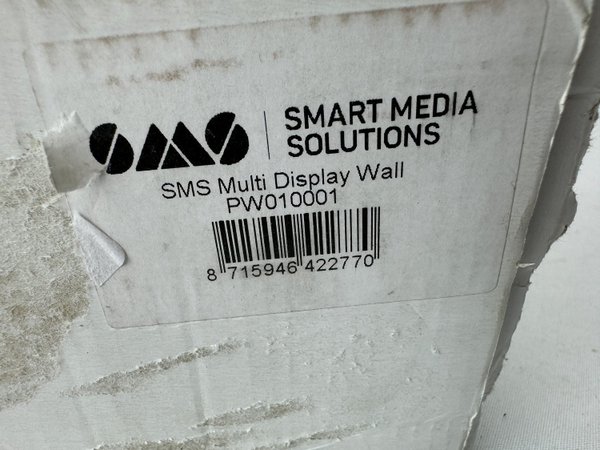 SMS SMART MEDIA
SOLUTIONS
SMS Multi Display Wall
PW010001
8 715946 422770